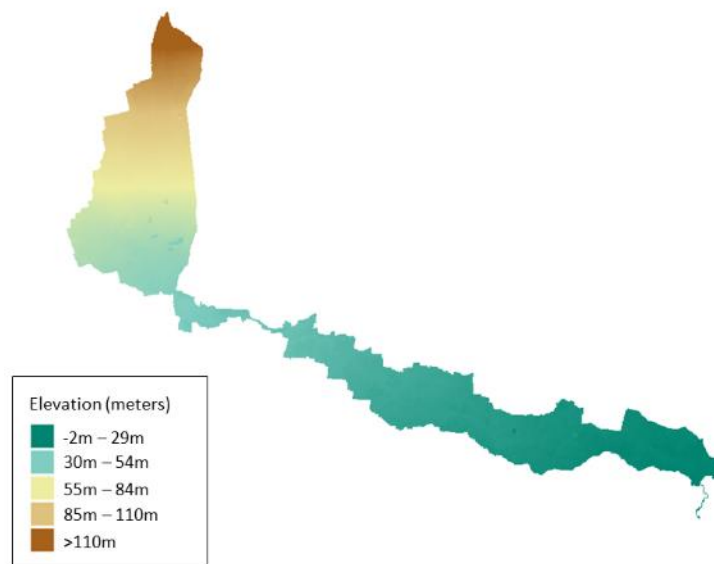 Elevation (meters)
-2m – 29m
30m – 54m
55m – 84m
85m – 110m
>110m